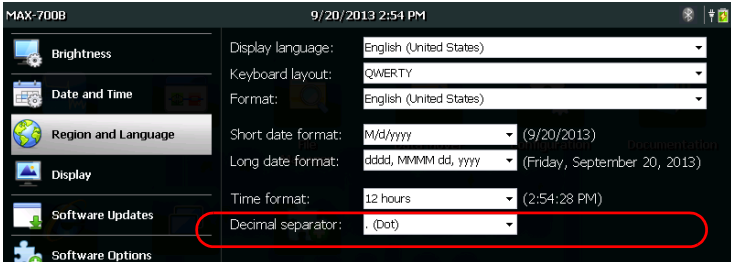 MAX-700B 9/20/2013 2:54 PM
Brightness
Date and Time
Region and Language
Display
Software Updates
Software Options
Display language: English (United States)
Keyboard layout: QWERTY
Format: English (United States)
Short date format: M/d/yyyy (9/20/2013)
Long date format: dddd, MMMM dd, yyyy (Friday, September 20, 2013)
Time format: 12 hours (2:54:28 PM)
Decimal separator: . (Dot)
File
Documentation